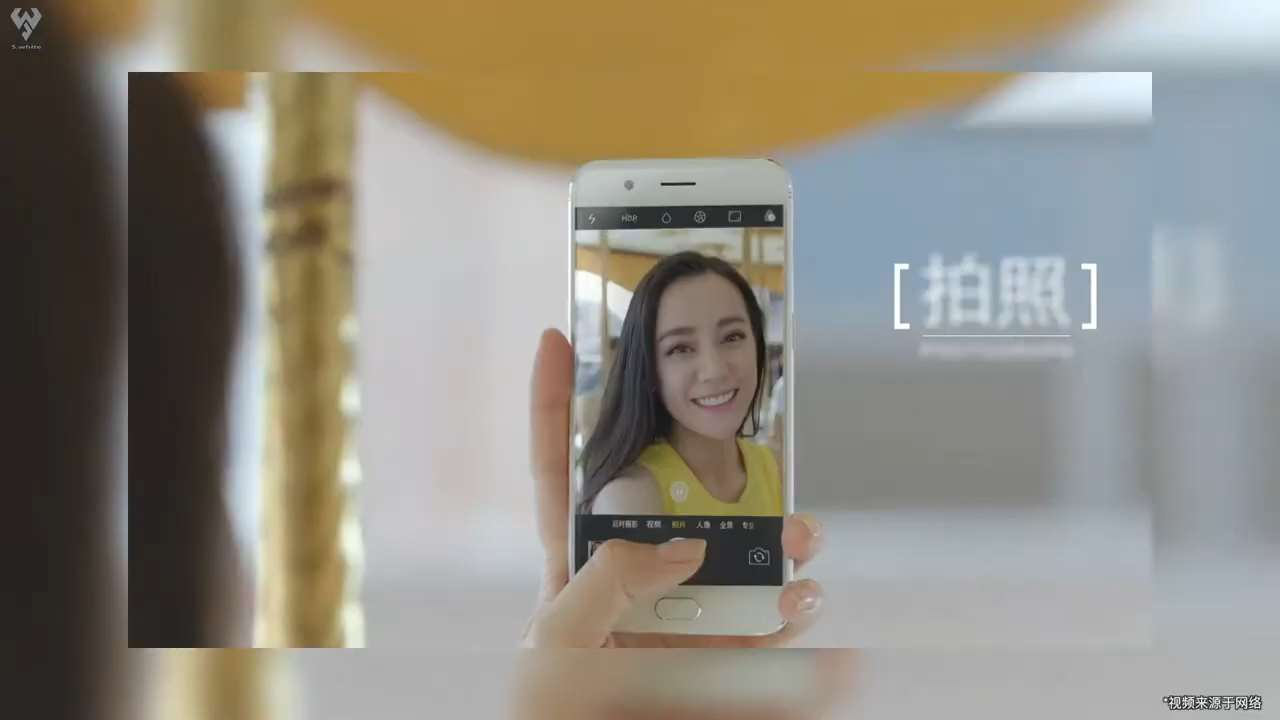 S.white
HDR
[拍照]
延时摄影 视频 照片 人像 全景 专业
*视频来源于网络